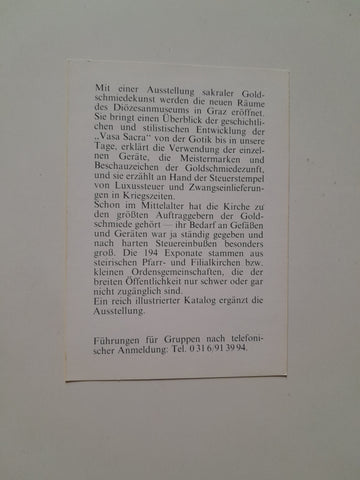 Mit einer Ausstellung sakraler Gold-
schmiedekunst werden die neuen Räume
des Diözesanmuseums in Graz eröffnet.
Sie bringt einen Überblick der geschichtli-
chen und stilistischen Entwicklung der
„Vasa Sacra" von der Gotik bis in unsere
Tage, erklärt die Verwendung der einzel-
nen Geräte, die Meistermarken und
Beschauzeichen der Goldschmiedezunft,
und sie erzählt an Hand der Steuerstempel
von Luxussteuer und Zwangseinlieferun-
gen in Kriegszeiten.
Schon im Mittelalter hat die Kirche zu
den größten Auftraggebern der Gold-
schmiede gehört — ihr Bedarf an Gefäßen
und Geräten war ja ständig gegeben und
nach harten Steuereinbußen besonders
groß. Die 194 Exponate stammen aus
steirischen Pfarr- und Filialkirchen bzw.
kleinen Ordensgemeinschaften, die der
breiten Öffentlichkeit nur schwer oder gar
nicht zugänglich sind.
Ein reich illustrierter Katalog ergänzt die
Ausstellung.
Führungen für Gruppen nach telefoni-
scher Anmeldung: Tel. 0 31 6/91 39 94.